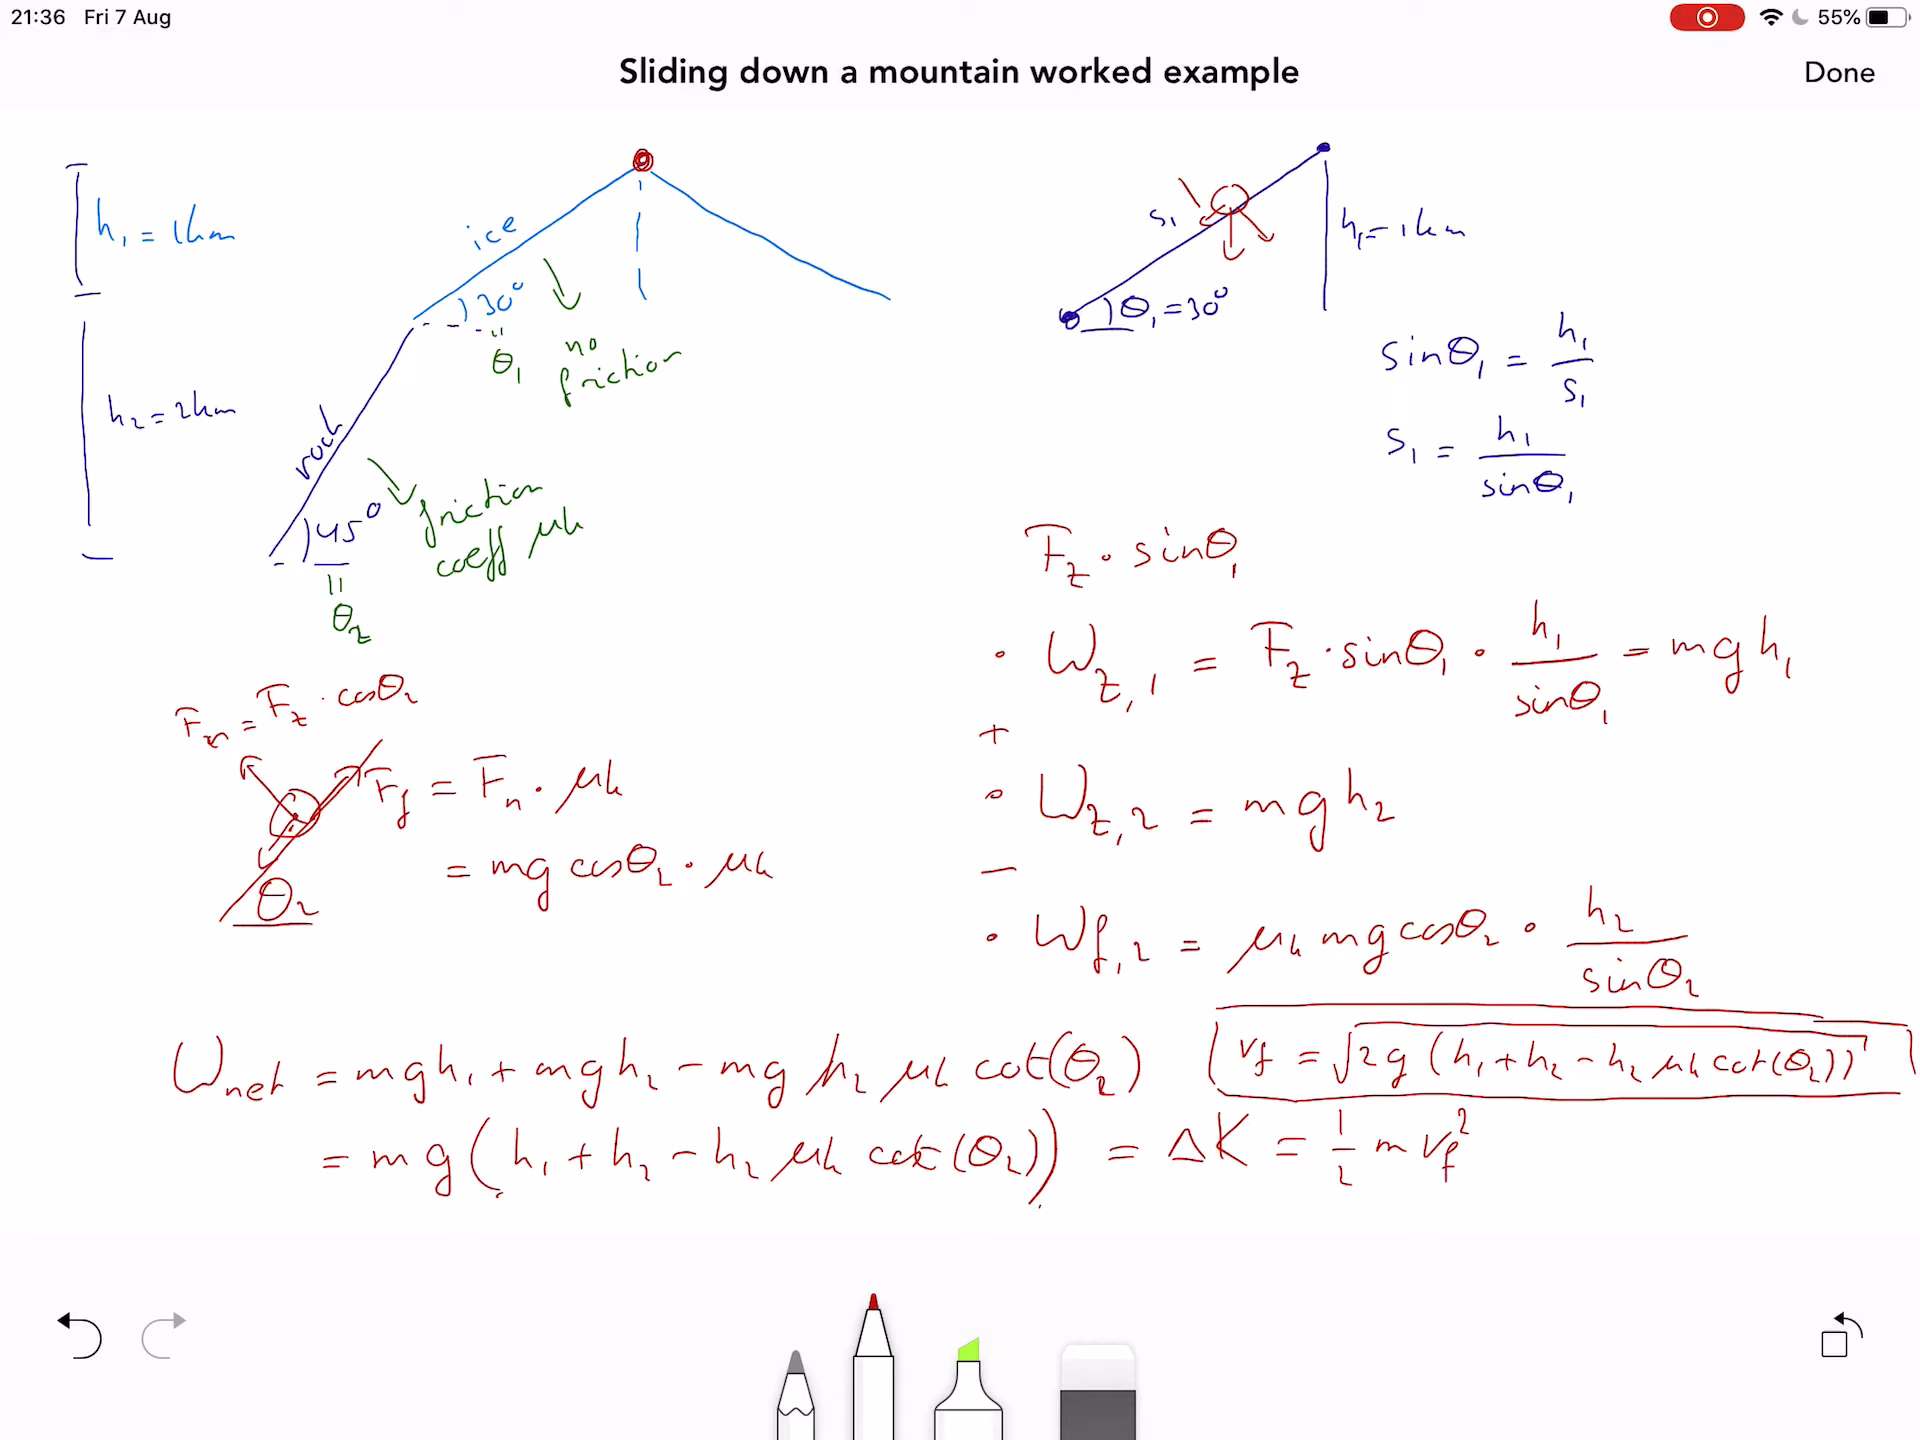 21:36 Fri 7 Aug
55%
Sliding down a mountain worked example
Done
h₁ = 1km
ice
30°
θ₁
no
friction
h₂ = 2km
rock
45°
θ₂
friction
coeff μk
s₁
h₁ = 1km
θ₁ = 30°
sinθ₁ = h₁/s₁
s₁ = h₁/sinθ₁
Fz · sinθ₁
· Wz,1 = Fz · sinθ₁ · h₁/sinθ₁ = mgh₁
+
· Wz,2 = mgh₂
−
· Wf,2 = μk mg cosθ₂ · h₂/sinθ₂
Fn = Fz · cosθ₂
Ff = Fn · μk
= mg cosθ₂ · μk
θ₂
Wnet = mgh₁ + mgh₂ − mg h₂ μk cot(θ₂)
vf = √(2g (h₁ + h₂ − h₂ μk cot(θ₂)))
= mg (h₁ + h₂ − h₂ μk cot(θ₂)) = ΔK = 1/2 m vf²